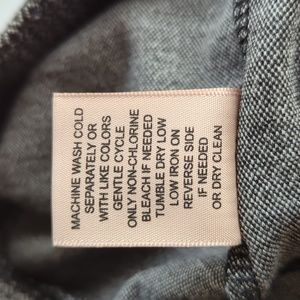 MACHINE WASH COLD
SEPARATELY OR
WITH LIKE COLORS
GENTLE CYCLE
ONLY NON-CHLORINE
BLEACH IF NEEDED
TUMBLE DRY LOW
LOW IRON ON
REVERSE SIDE
IF NEEDED
OR DRY CLEAN